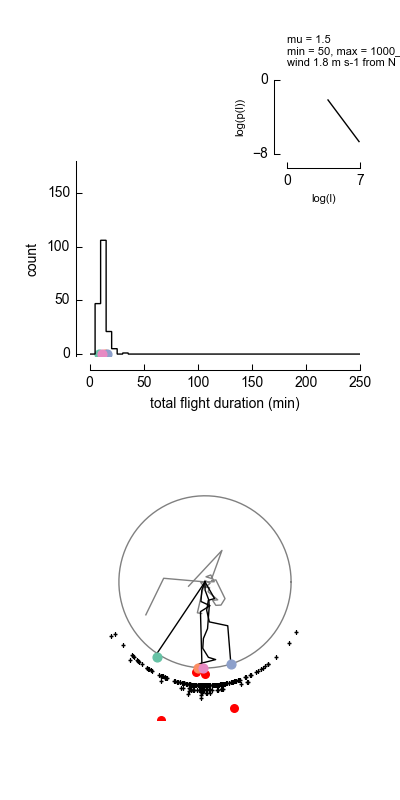 mu = 1.5
min = 50, max = 1000_
wind 1.8 m s-1 from N
0
log(p(l))
−8
0
7
log(l)
150
100
50
0
count
0
50
100
150
200
250
total flight duration (min)